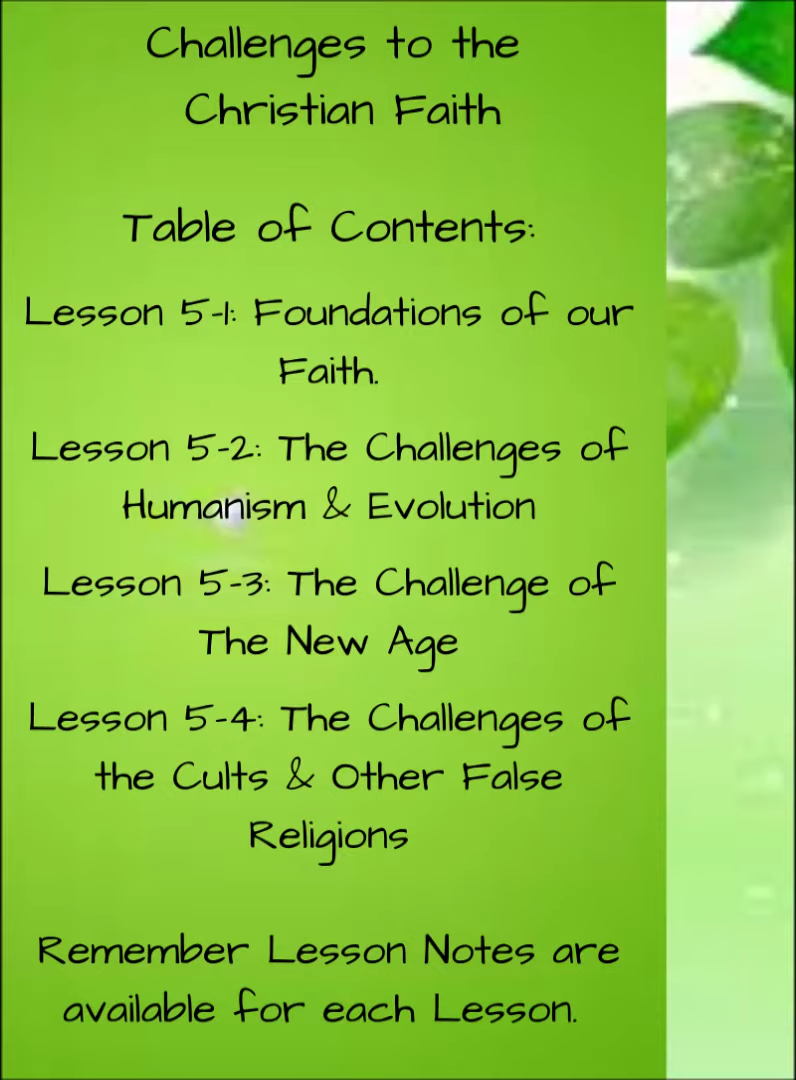 Challenges to the
Christian Faith
Table of Contents:
Lesson 5-1: Foundations of our
Faith.
Lesson 5-2: The Challenges of
Humanism & Evolution
Lesson 5-3: The Challenge of
The New Age
Lesson 5-4: The Challenges of
the Cults & Other False
Religions
Remember Lesson Notes are
available for each Lesson.